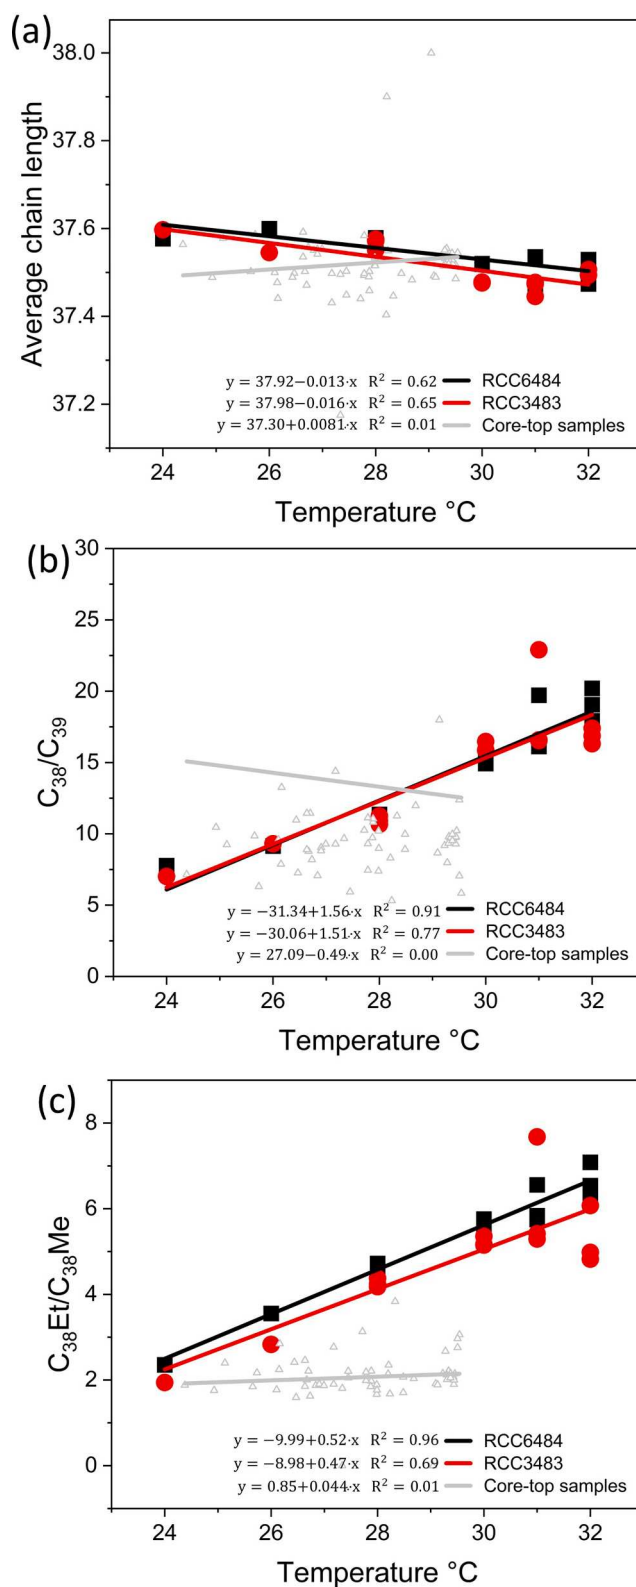 (a)
Average chain length
38.0
37.8
37.6
37.4
37.2
y = 37.92−0.013·x R² = 0.62 RCC6484
y = 37.98−0.016·x R² = 0.65 RCC3483
y = 37.30+0.0081·x R² = 0.01 Core-top samples
24 26 28 30 32
Temperature °C
(b)
C₃₈/C₃₉
30
25
20
15
10
5
0
y = −31.34+1.56·x R² = 0.91 RCC6484
y = −30.06+1.51·x R² = 0.77 RCC3483
y = 27.09−0.49·x R² = 0.00 Core-top samples
24 26 28 30 32
Temperature °C
(c)
C₃₈Et/C₃₈Me
8
6
4
2
0
y = −9.99+0.52·x R² = 0.96 RCC6484
y = −8.98+0.47·x R² = 0.69 RCC3483
y = 0.85+0.044·x R² = 0.01 Core-top samples
24 26 28 30 32
Temperature °C